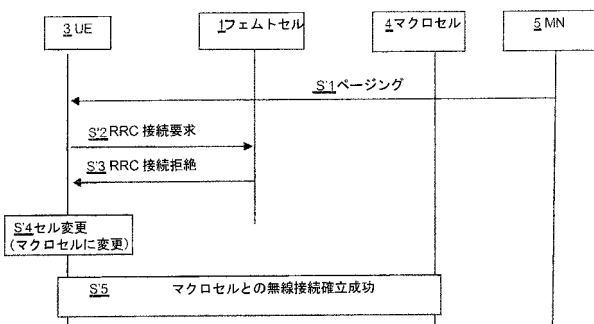 3 UE
1フェムトセル
4マクロセル
5 MN
S'1ページング
S'2 RRC 接続要求
S'3 RRC 接続拒絶
S'4セル変更
(マクロセルに変更)
S'5 マクロセルとの無線接続確立成功